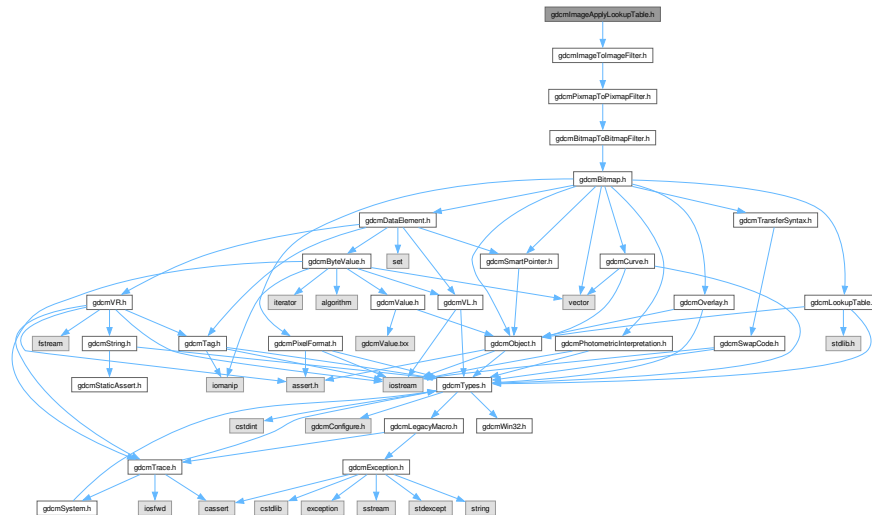 gdcmImageApplyLookupTable.h
gdcmImageToImageFilter.h
gdcmPixmapToPixmapFilter.h
gdcmBitmapToBitmapFilter.h
gdcmBitmap.h
gdcmDataElement.h
gdcmTransferSyntax.h
gdcmByteValue.h
set
gdcmSmartPointer.h
gdcmCurve.h
gdcmVR.h
iterator
algorithm
gdcmValue.h
gdcmVL.h
vector
gdcmOverlay.h
gdcmLookupTable.
fstream
gdcmString.h
gdcmTag.h
gdcmPixelFormat.h
gdcmValue.txx
gdcmObject.h
gdcmPhotometricInterpretation.h
gdcmSwapCode.h
stdlib.h
gdcmStaticAssert.h
iomanip
assert.h
iostream
gdcmTypes.h
cstdint
gdcmConfigure.h
gdcmLegacyMacro.h
gdcmWin32.h
gdcmTrace.h
gdcmException.h
gdcmSystem.h
iosfwd
cassert
cstdlib
exception
sstream
stdexcept
string